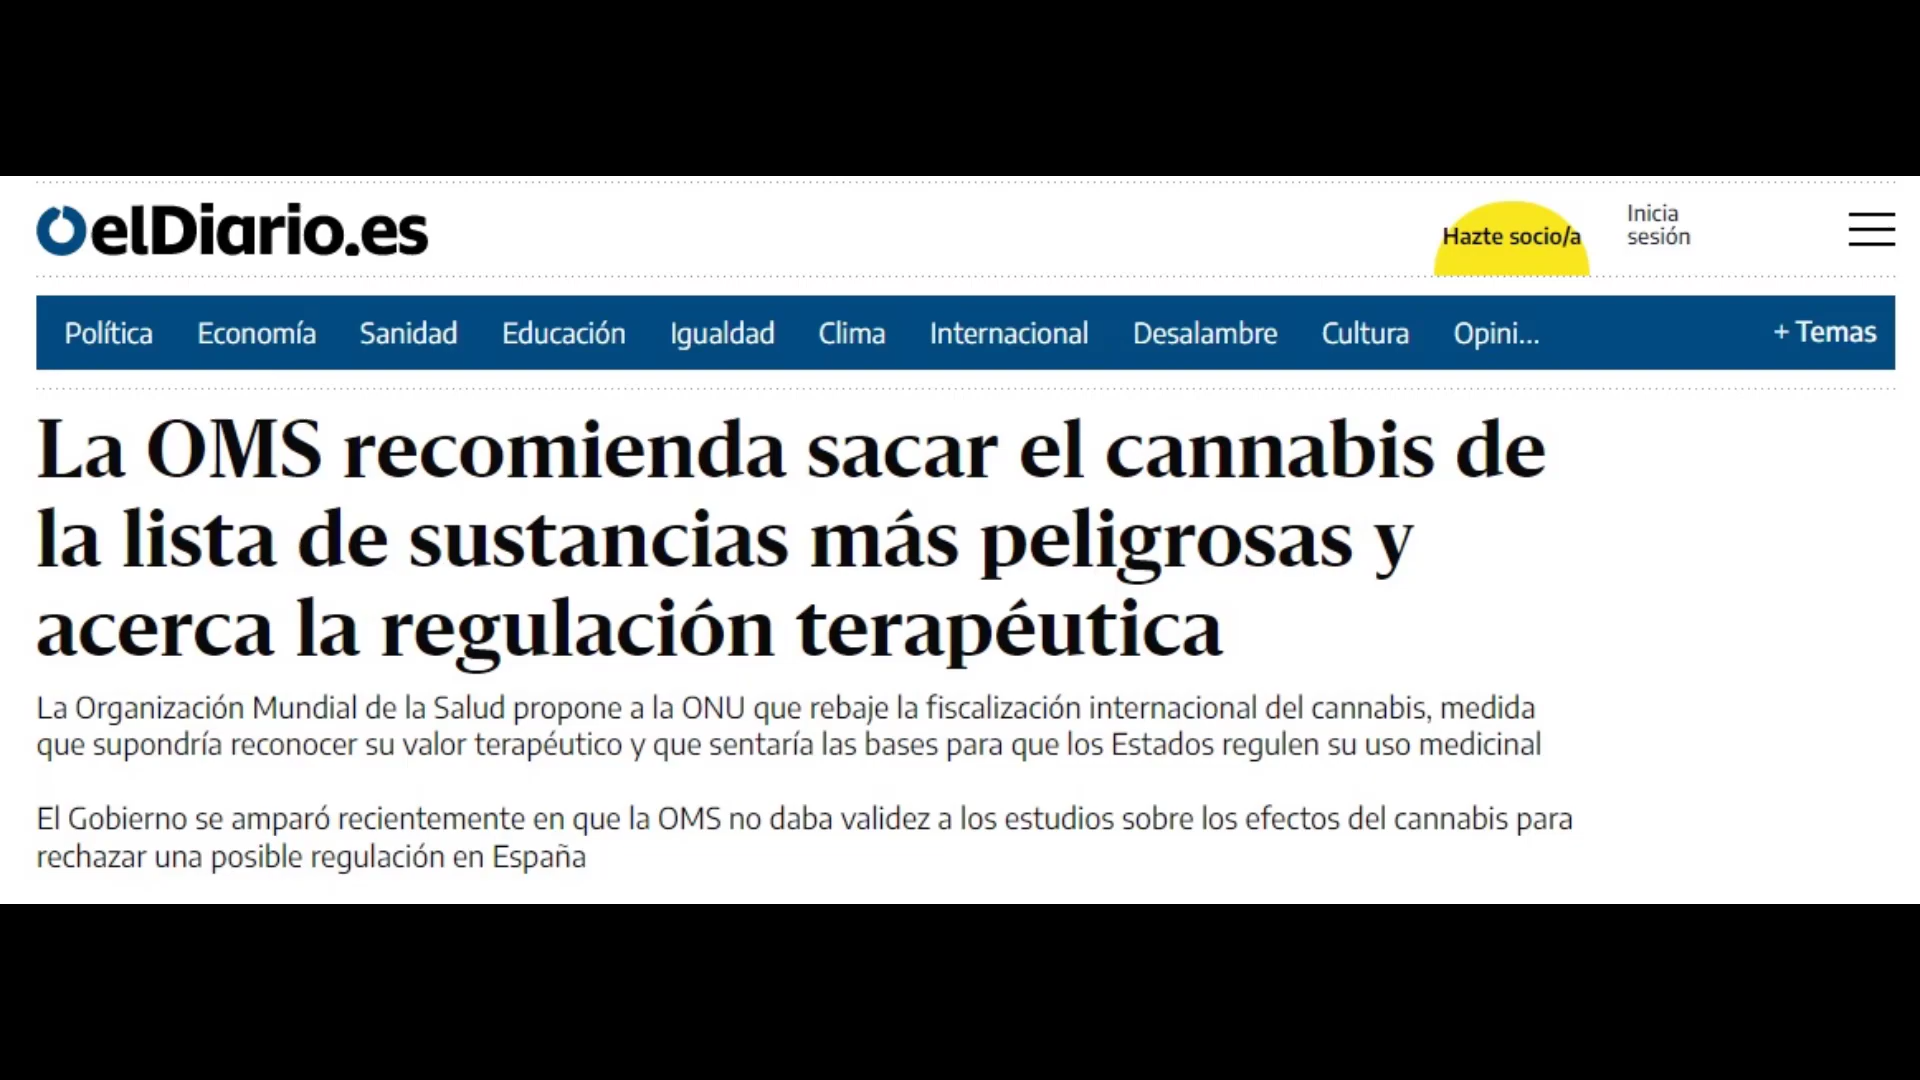 elDiario.es
Hazte socio/a
Inicia
sesión
Política Economía Sanidad Educación Igualdad Clima Internacional Desalambre Cultura Opini... + Temas
La OMS recomienda sacar el cannabis de
la lista de sustancias más peligrosas y
acerca la regulación terapéutica
La Organización Mundial de la Salud propone a la ONU que rebaje la fiscalización internacional del cannabis, medida
que supondría reconocer su valor terapéutico y que sentaría las bases para que los Estados regulen su uso medicinal
El Gobierno se amparó recientemente en que la OMS no daba validez a los estudios sobre los efectos del cannabis para
rechazar una posible regulación en España